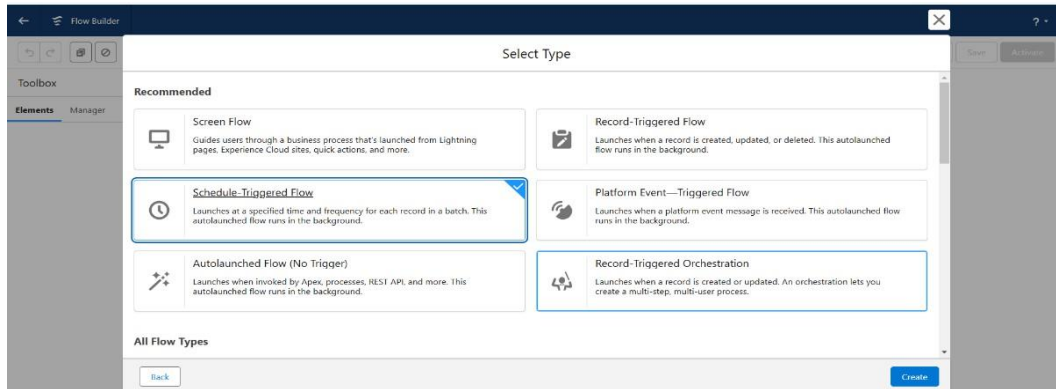 Flow Builder
?
Save
Activate
Select Type
Toolbox
Elements Manager
Recommended
Screen Flow
Guides users through a business process that's launched from Lightning
pages, Experience Cloud sites, quick actions, and more.
Record-Triggered Flow
Launches when a record is created, updated, or deleted. This autolaunched
flow runs in the background.
Schedule-Triggered Flow
Launches at a specified time and frequency for each record in a batch. This
autolaunched flow runs in the background.
Platform Event—Triggered Flow
Launches when a platform event message is received. This autolaunched flow
runs in the background.
Autolaunched Flow (No Trigger)
Launches when invoked by Apex, processes, REST API, and more. This
autolaunched flow runs in the background.
Record-Triggered Orchestration
Launches when a record is created or updated. An orchestration lets you
create a multi-step, multi-user process.
All Flow Types
Back
Create